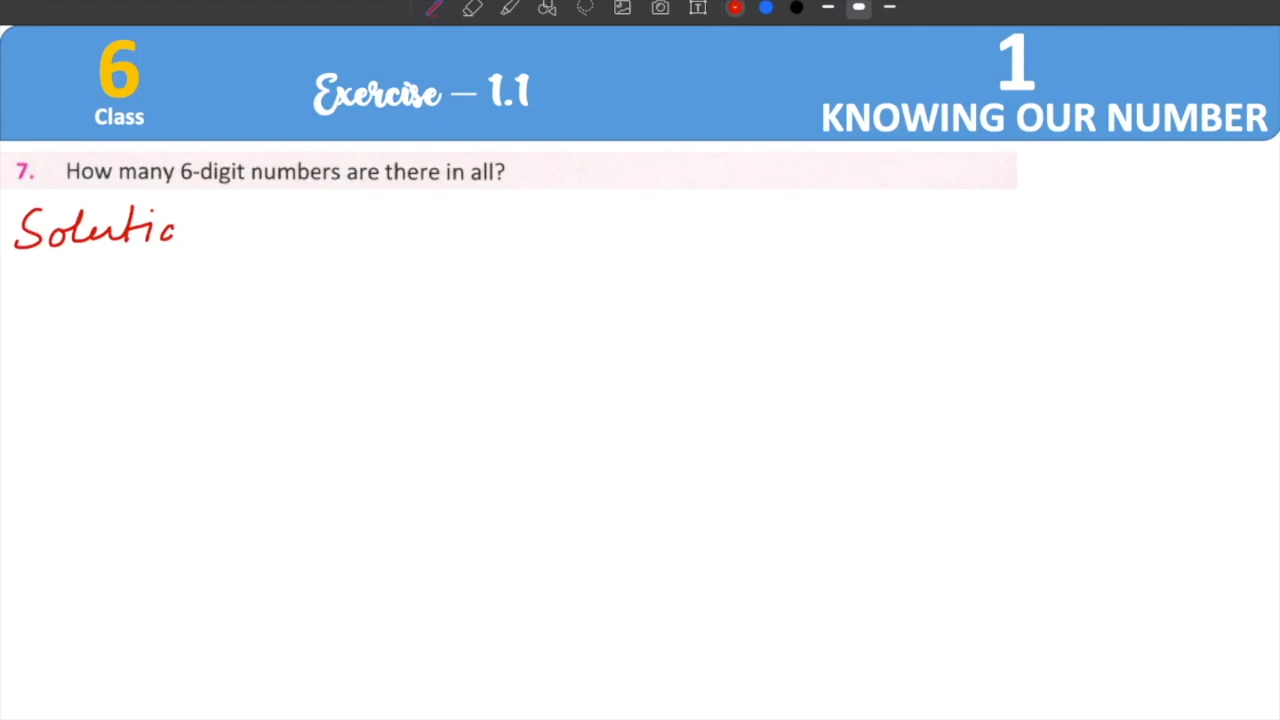 6
Class
Exercise – 1.1
1
KNOWING OUR NUMBER
7. How many 6-digit numbers are there in all?
Solutio